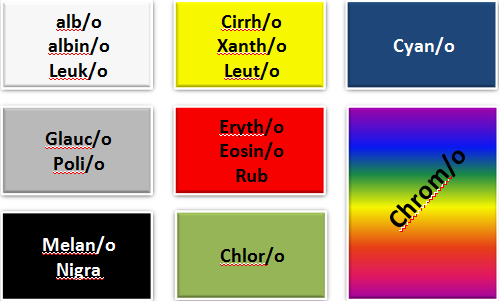 alb/o
albin/o
Leuk/o
Cirrh/o
Xanth/o
Leut/o
Cyan/o
Glauc/o
Poli/o
Eryth/o
Eosin/o
Rub
Chrom/o
Melan/o
Nigra
Chlor/o